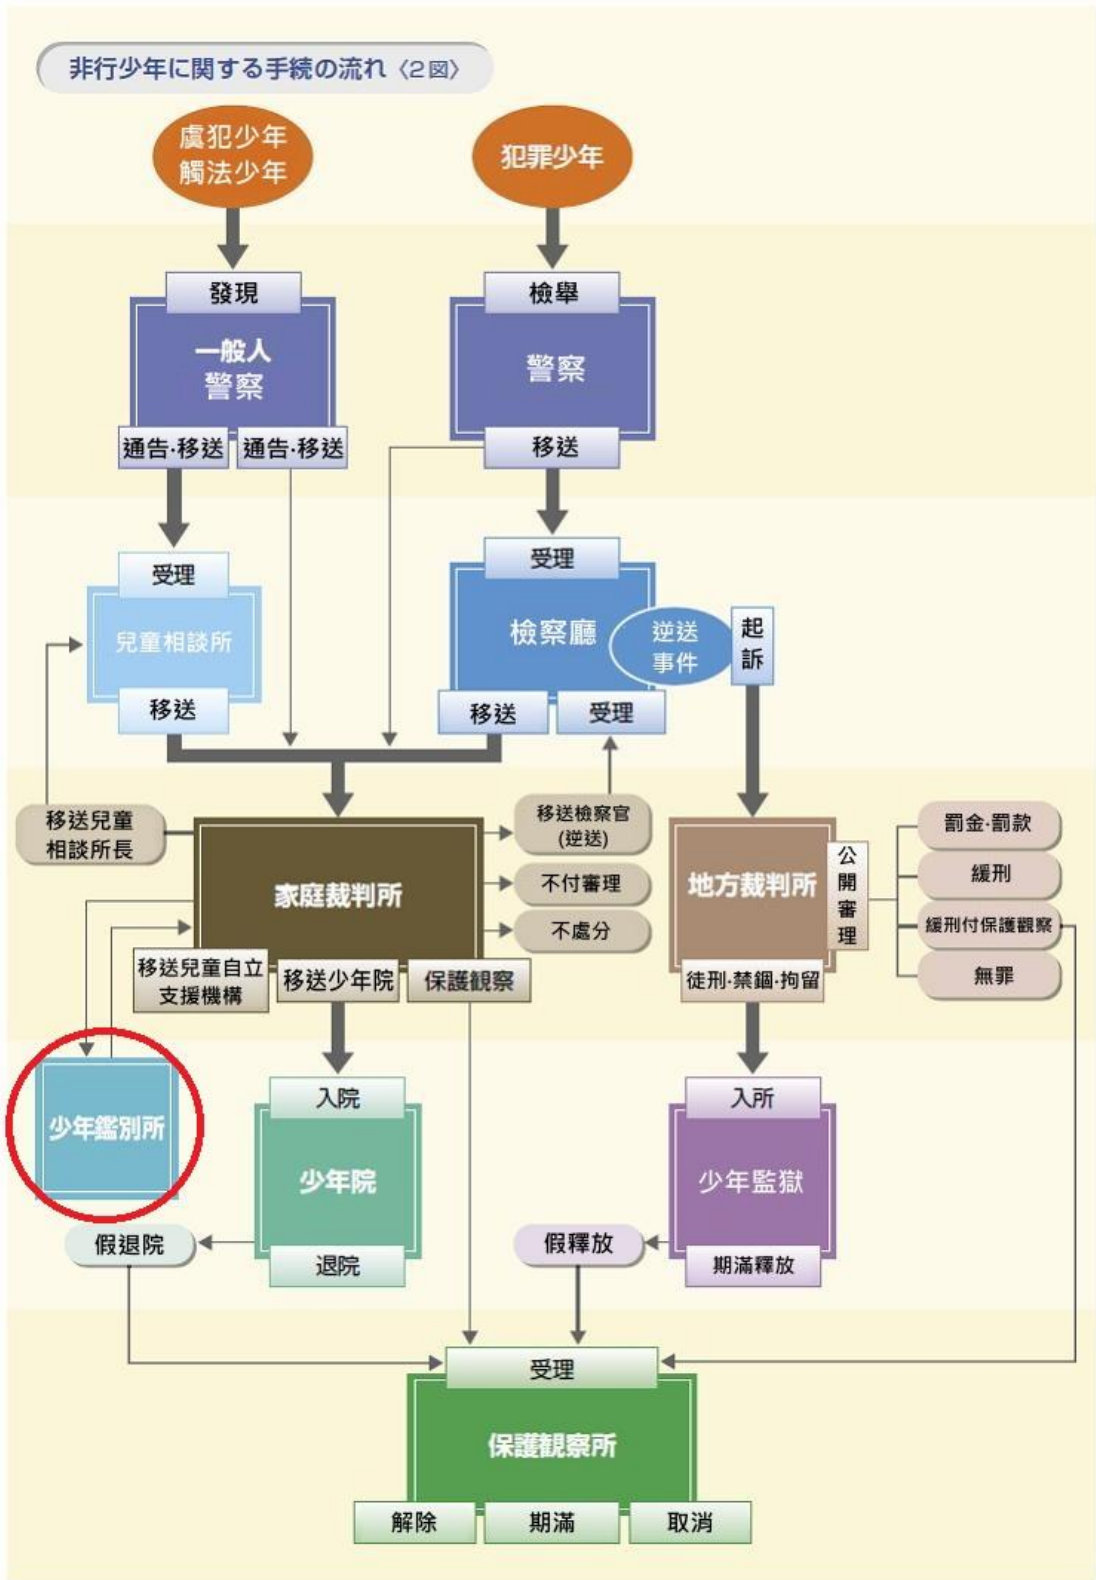 非行少年に関する手続の流れ〈2図〉
虞犯少年
觸法少年
犯罪少年
發現
一般人
警察
通告·移送
通告·移送
檢舉
警察
移送
受理
兒童相談所
移送
受理
檢察廳
逆送
事件
起
訴
移送
受理
移送兒童
相談所長
家庭裁判所
移送檢察官
(逆送)
不付審理
不處分
移送兒童自立
支援機構
移送少年院
保護観察
地方裁判所
公
開
審
理
徒刑·禁錮·拘留
罰金·罰款
緩刑
緩刑付保護觀察
無罪
少年鑑別所
入院
少年院
退院
假退院
入所
少年監獄
期滿釋放
假釋放
受理
保護観察所
解除
期滿
取消